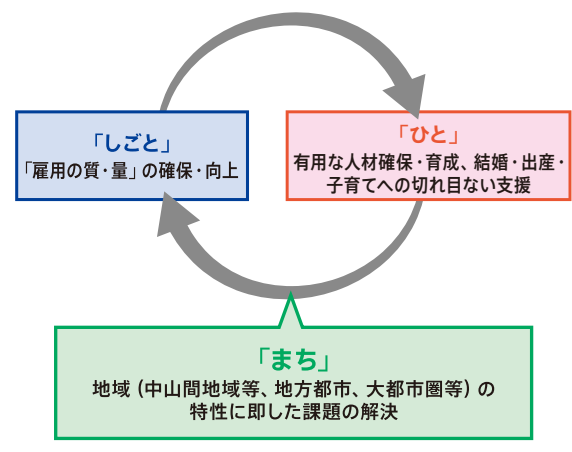 「しごと」
「雇用の質・量」の確保・向上
「ひと」
有用な人材確保・育成、結婚・出産・
子育てへの切れ目ない支援
「まち」
地域（中山間地域等、地方都市、大都市圏等）の
特性に即した課題の解決